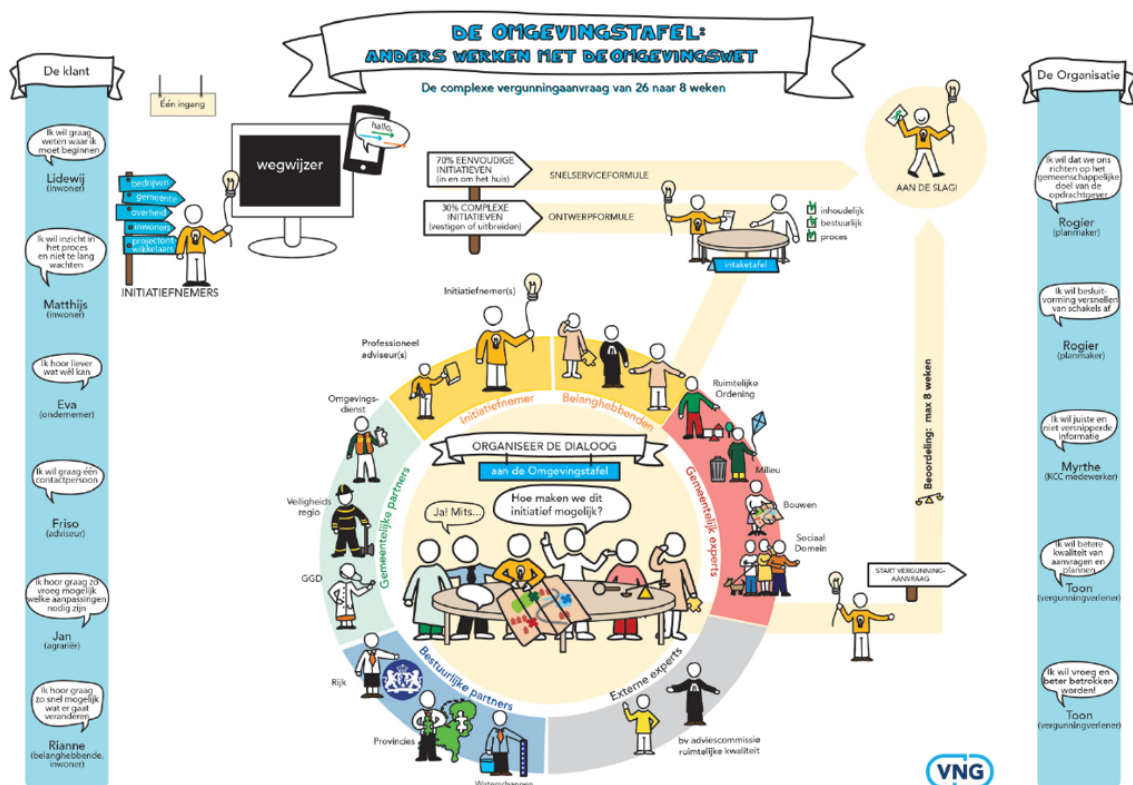 DE OMGEVINGSTAFEL:
ANDERS WERKEN MET DE OMGEVINGSWET
De complexe vergunningaanvraag van 26 naar 8 weken
De klant
Ik wil graag
weten waar ik
moet beginnen
Lidewij
(inwoner)
Ik wil inzicht in
het proces
en niet te lang
wachten
Matthijs
(inwoner)
Ik hoor liever
wat wél kan
Eva
(ondernemer)
Ik wil graag één
contactpersoon
Friso
(adviseur)
Ik hoor graag zo
vroeg mogelijk
welke aanpassingen
nodig zijn
Jan
(agrariër)
Ik hoor graag
zo snel mogelijk
wat er gaat
veranderen
Rianne
(belanghebbende,
inwoner)
Één ingang
bedrijven
gemeente
overheid
inwoners
projectont
wikkelaars
INITIATIEFNEMERS
wegwijzer
hallo,
70% EENVOUDIGE
INITIATIEVEN
(in en om het huis)
SNELSERVICEFORMULE
30% COMPLEXE
INITIATIEVEN
(vestigen of uitbreiden)
ONTWERPFORMULE
inhoudelijk
bestuurlijk
proces
intaketafel
AAN DE SLAG!
Initiatiefnemer(s)
Professioneel
adviseur(s)
Initiatiefnemer
Belanghebbenden
Omgevings-
dienst
Veiligheids
regio
GGD
Gemeentelijke partners
Ruimtelijke
Ordening
Milieu
Bouwen
Sociaal
Domein
Gemeentelijk experts
ORGANISEER DE DIALOOG
aan de Omgevingstafel
Ja! Mits...
Hoe maken we dit
initiatief mogelijk?
Bestuurlijke partners
Rijk
Provincies
Waterschappen
Externe experts
bv adviescommissie
ruimtelijke kwaliteit
START VERGUNNING-
AANVRAAG
Beoordeling: max 8 weken
De Organisatie
Ik wil dat we ons
richten op het
gemeenschappelijke
doel van de
opdrachtgever
Rogier
(planmaker)
Ik wil besluit-
vorming versnellen
van schakels af
Rogier
(planmaker)
Ik wil juiste en
niet versnipperde
informatie
Myrthe
(KCC medewerker)
Ik wil betere
kwaliteit van
aanvragen en
plannen
Toon
(vergunningverlener)
Ik wil vroeg en
beter betrokken
worden!
Toon
(vergunningverlener)
VNG